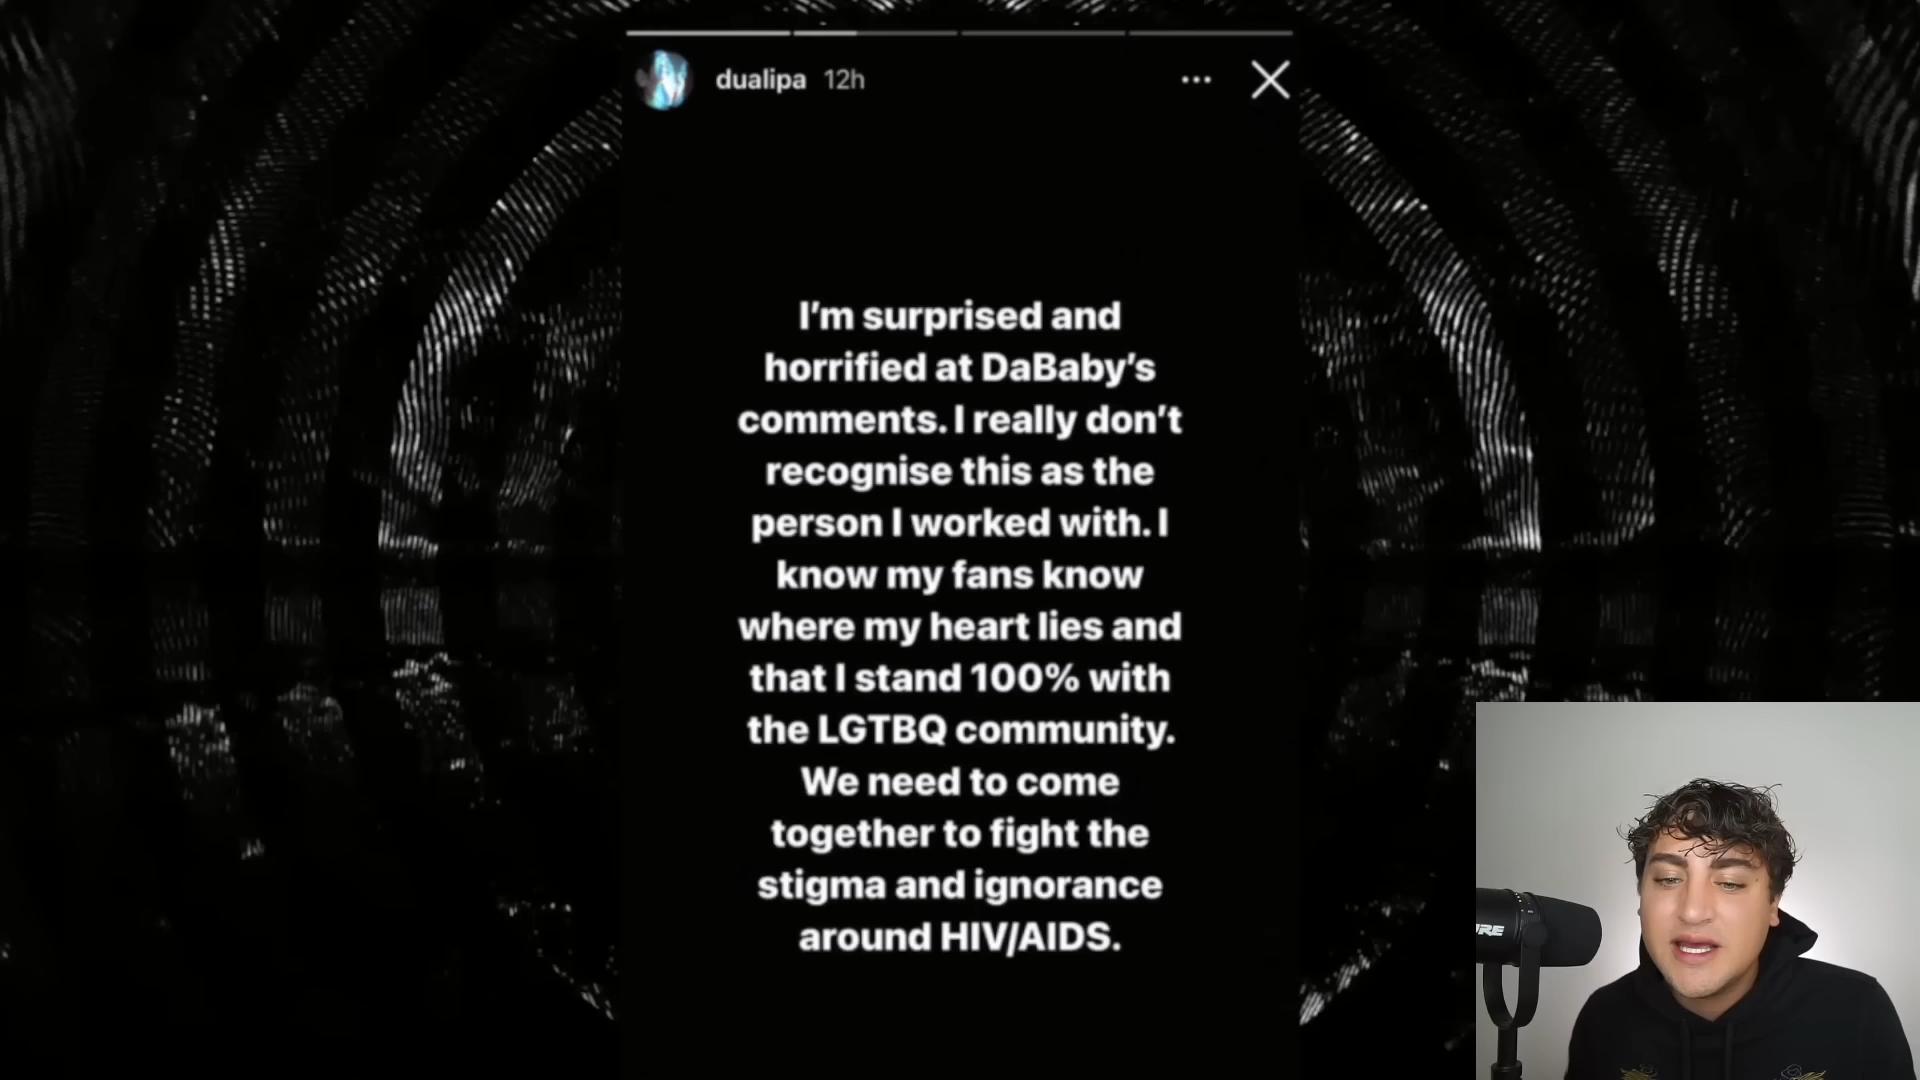 dualipa 12h
I'm surprised and
horrified at DaBaby's
comments. I really don't
recognise this as the
person I worked with. I
know my fans know
where my heart lies and
that I stand 100% with
the LGTBQ community.
We need to come
together to fight the
stigma and ignorance
around HIV/AIDS.